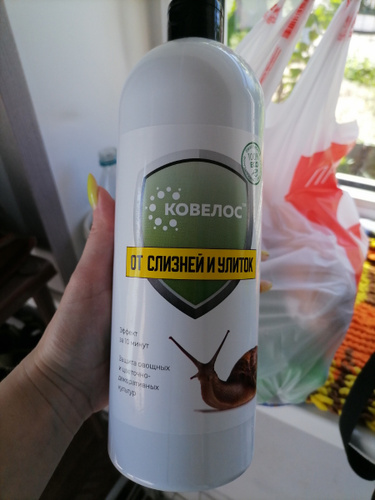 КОВЕЛОС
ОТ СЛИЗНЕЙ И УЛИТОК
Эффект
за 10 минут
Защита овощных
и цветочно-
декоративных
культур